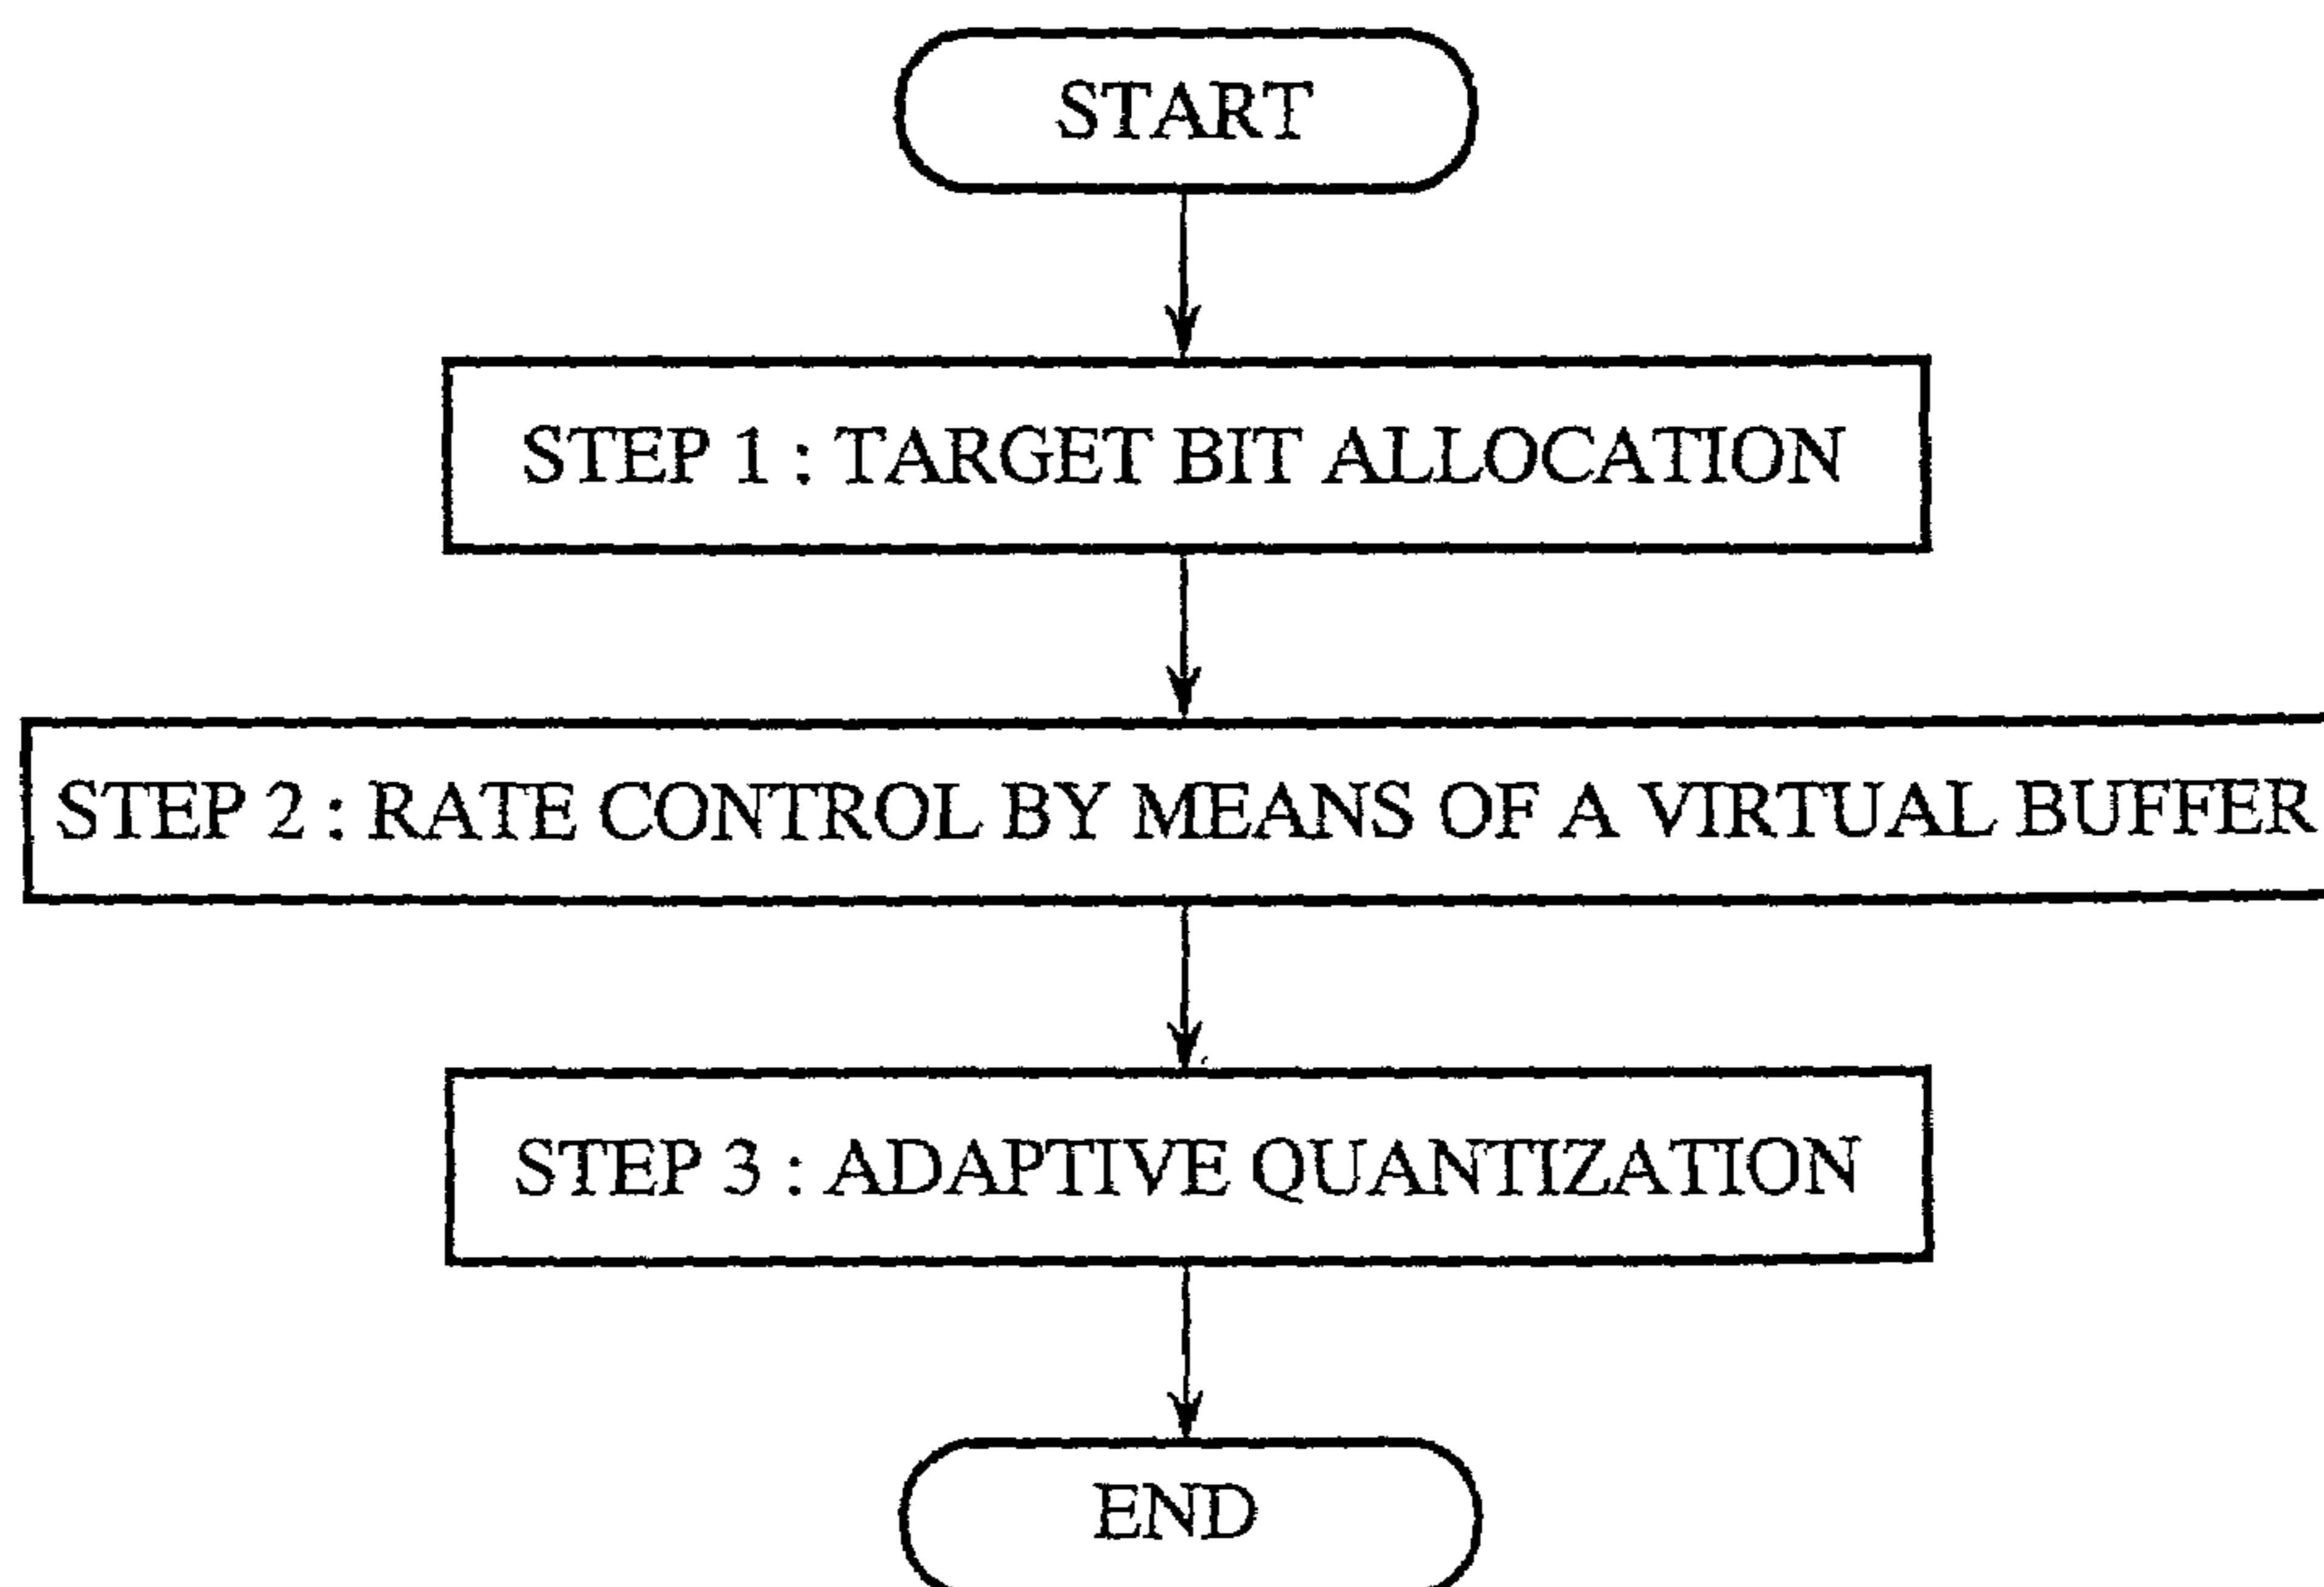 START
STEP 1 : TARGET BIT ALLOCATION
STEP 2 : RATE CONTROL BY MEANS OF A VIRTUAL BUFFER
STEP 3 : ADAPTIVE QUANTIZATION
END